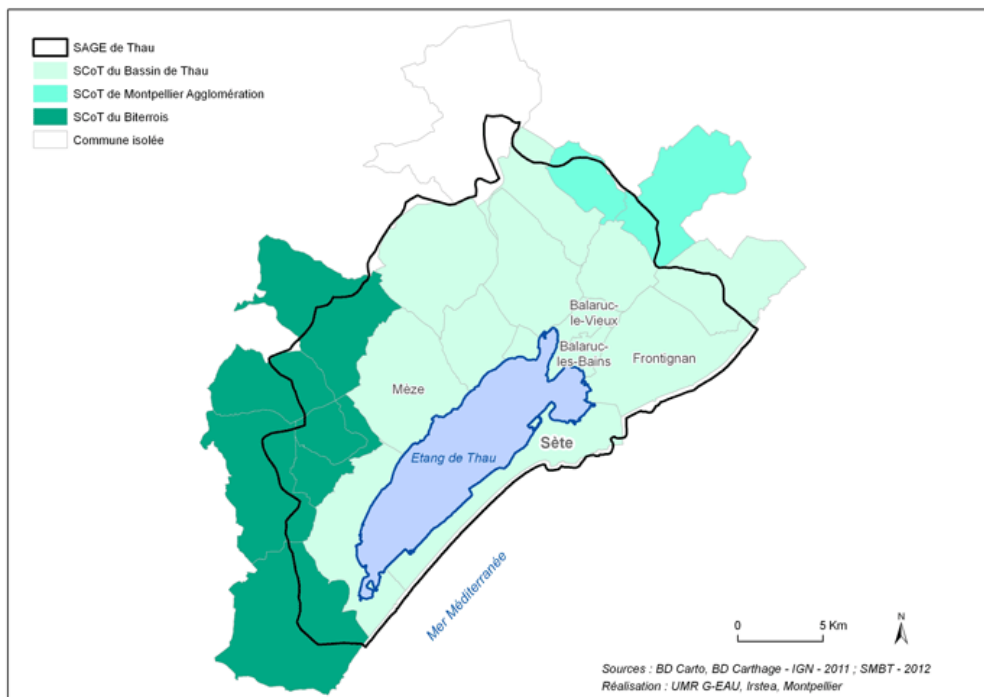 SAGE de Thau
SCoT du Bassin de Thau
SCoT de Montpellier Agglomération
SCoT du Biterrois
Commune isolée
Balaruc-
le-Vieux
Balaruc-
les-Bains
Frontignan
Mèze
Sète
Etang de Thau
Mer Méditerranée
0 5 Km
N
Sources : BD Carto, BD Carthage - IGN - 2011 ; SMBT - 2012
Réalisation : UMR G-EAU, Irstea, Montpellier